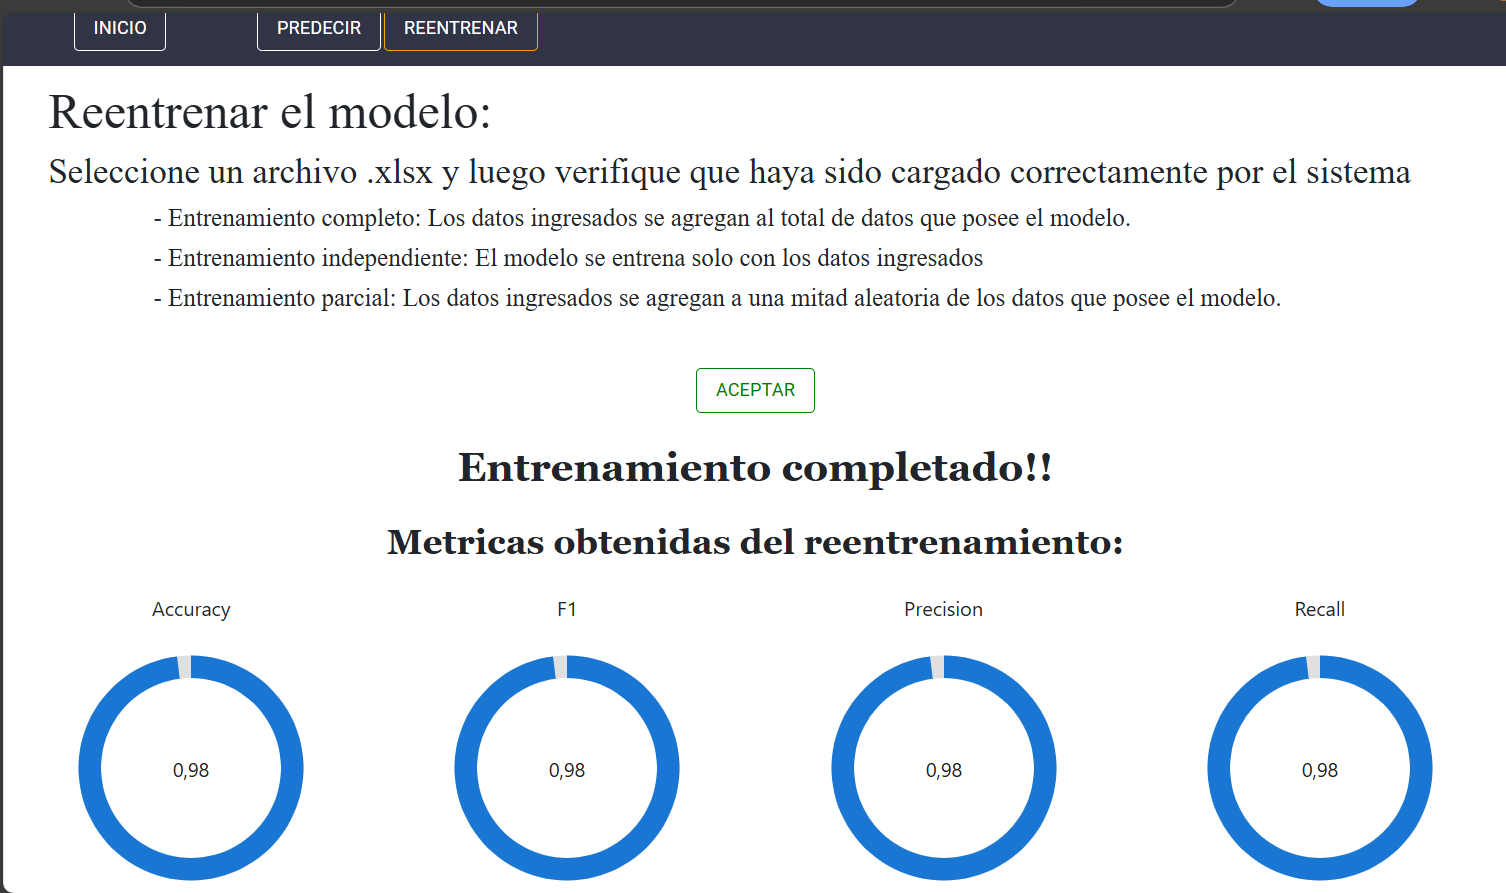 INICIO PREDECIR REENTRENAR
Reentrenar el modelo:
Seleccione un archivo .xlsx y luego verifique que haya sido cargado correctamente por el sistema
- Entrenamiento completo: Los datos ingresados se agregan al total de datos que posee el modelo.
- Entrenamiento independiente: El modelo se entrena solo con los datos ingresados
- Entrenamiento parcial: Los datos ingresados se agregan a una mitad aleatoria de los datos que posee el modelo.
ACEPTAR
Entrenamiento completado!!
Metricas obtenidas del reentrenamiento:
Accuracy F1 Precision Recall
0,98 0,98 0,98 0,98